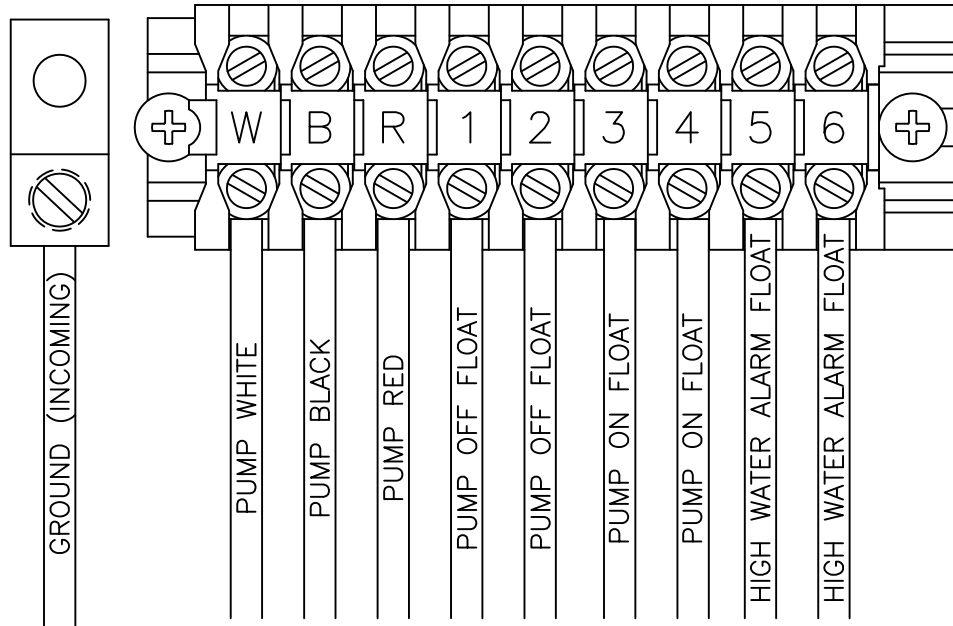 W B R 1 2 3 4 5 6
GROUND (INCOMING)
PUMP WHITE
PUMP BLACK
PUMP RED
PUMP OFF FLOAT
PUMP OFF FLOAT
PUMP ON FLOAT
PUMP ON FLOAT
HIGH WATER ALARM FLOAT
HIGH WATER ALARM FLOAT